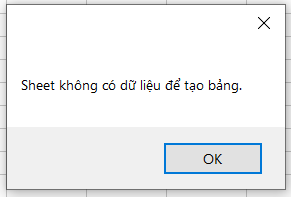 Sheet không có dữ liệu để tạo bảng.
OK